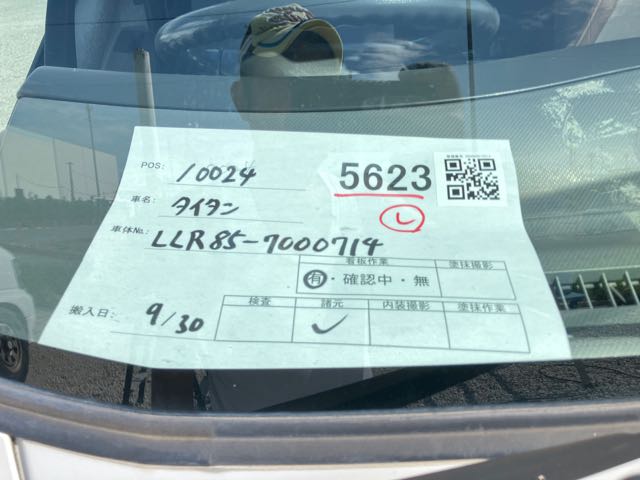 POS: 10024
5623
し
車名: タイタン
車体No.: LLR85-7000714
看板作業 塗抹撮影
有・確認中・無
搬入日: 9/30
検査 諸元 内装撮影 塗抹作業
✓